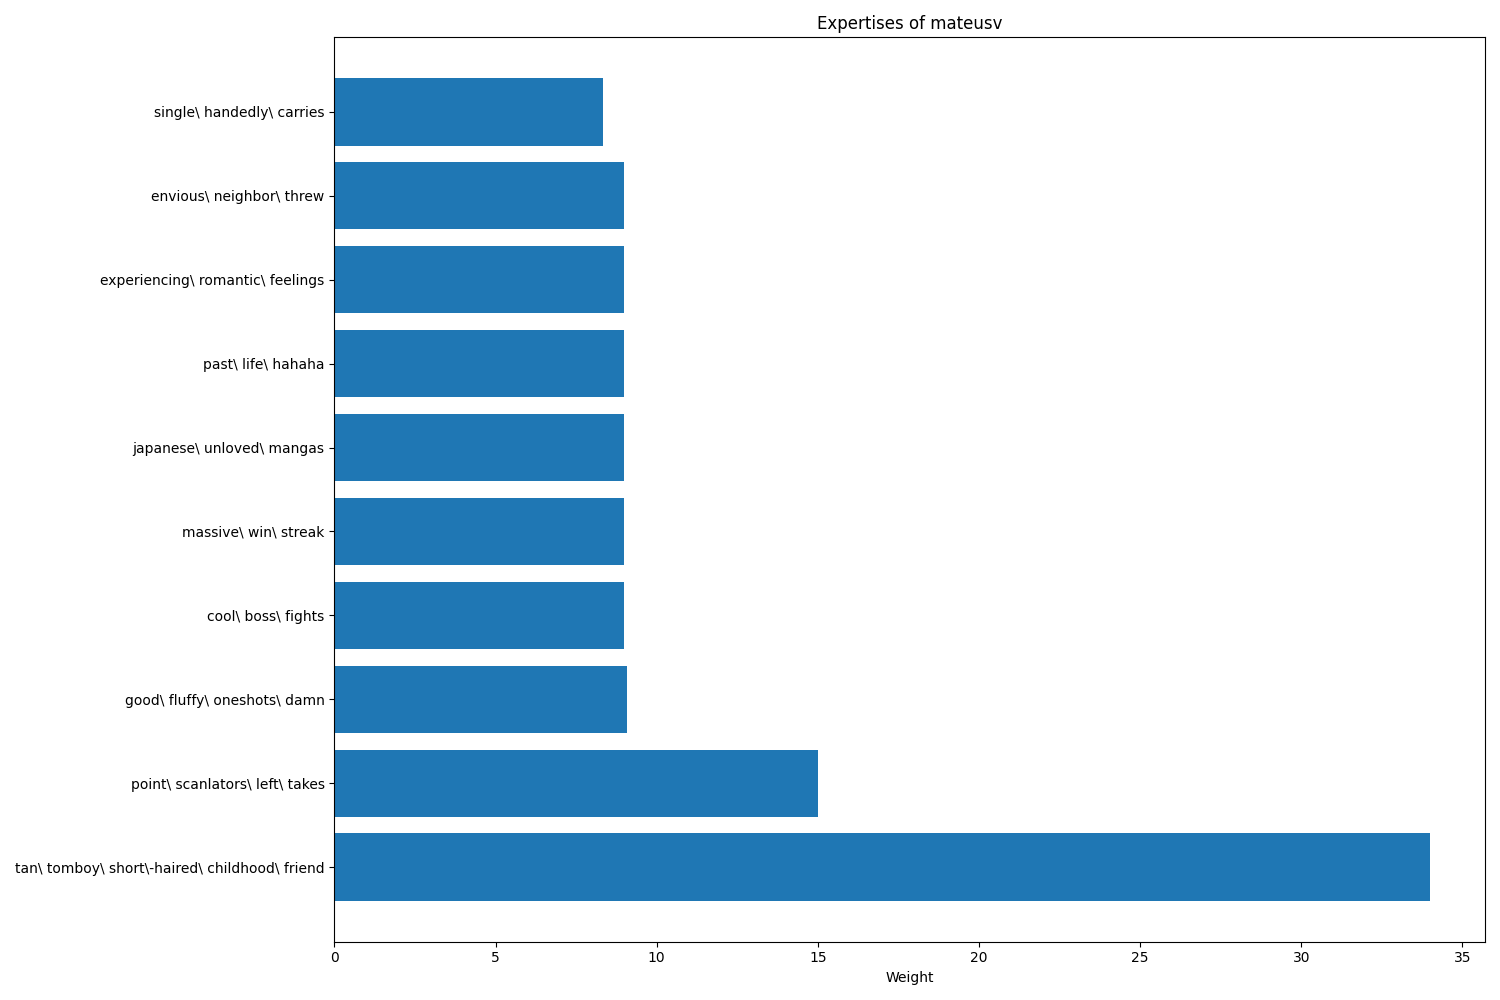 Expertises of mateusv
single\ handedly\ carries
envious\ neighbor\ threw
experiencing\ romantic\ feelings
past\ life\ hahaha
japanese\ unloved\ mangas
massive\ win\ streak
cool\ boss\ fights
good\ fluffy\ oneshots\ damn
point\ scanlators\ left\ takes
tan\ tomboy\ short\-haired\ childhood\ friend
0 5 10 15 20 25 30 35
Weight